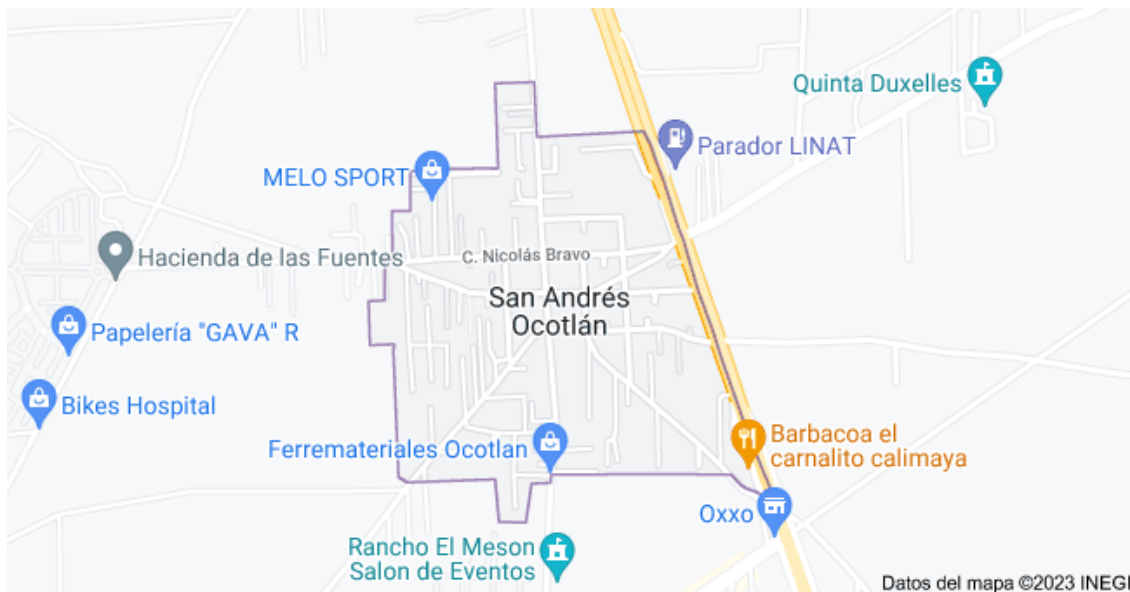 Quinta Duxelles
Parador LINAT
MELO SPORT
C. Nicolás Bravo
Hacienda de las Fuentes
San Andrés
Ocotlán
Papelería "GAVA" R
Bikes Hospital
Barbacoa el
carnalito calimaya
Ferremateriales Ocotlan
Oxxo
Rancho El Meson
Salon de Eventos
Datos del mapa ©2023 INEGI